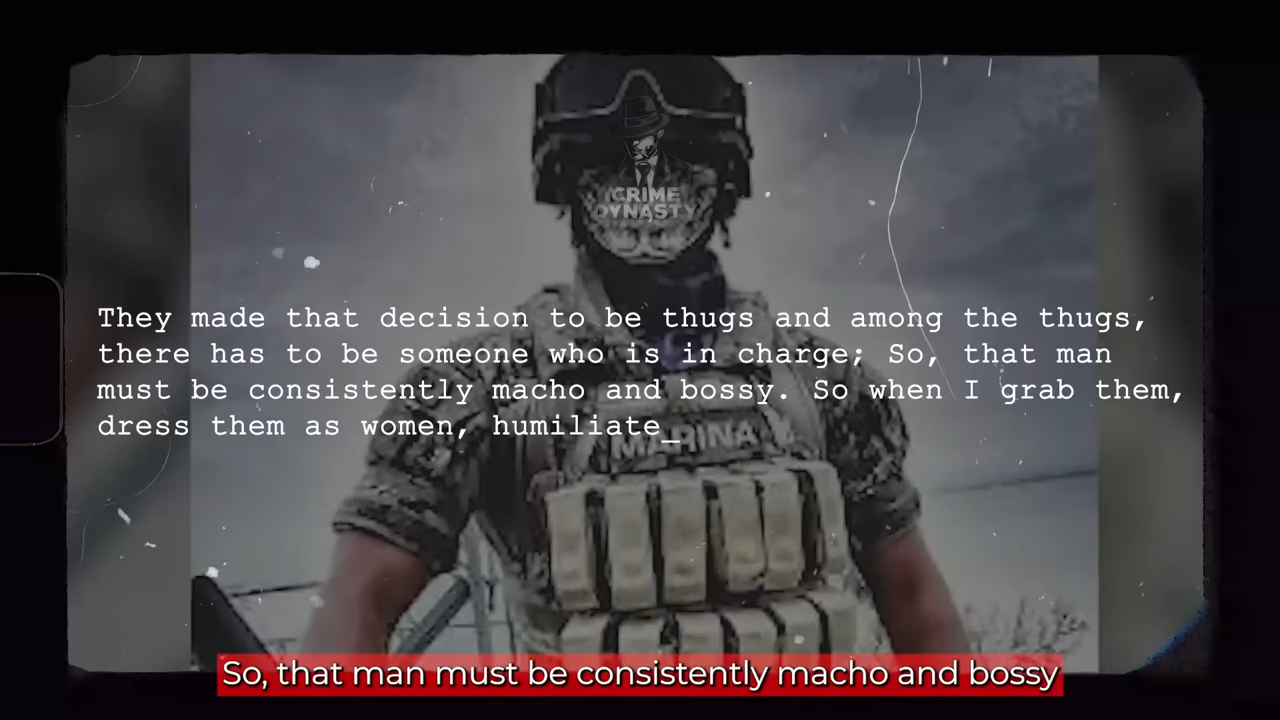 CRIME
DYNASTY
They made that decision to be thugs and among the thugs,
there has to be someone who is in charge; So, that man
must be consistently macho and bossy. So when I grab them,
dress them as women, humiliate_
MARINA
So, that man must be consistently macho and bossy